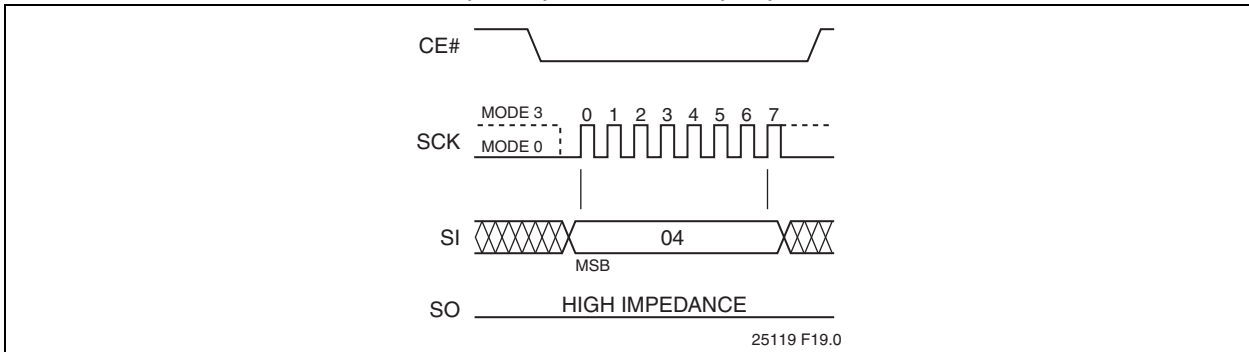 CE#
MODE 3
0 1 2 3 4 5 6 7
SCK
MODE 0
SI
04
MSB
SO
HIGH IMPEDANCE
25119 F19.0